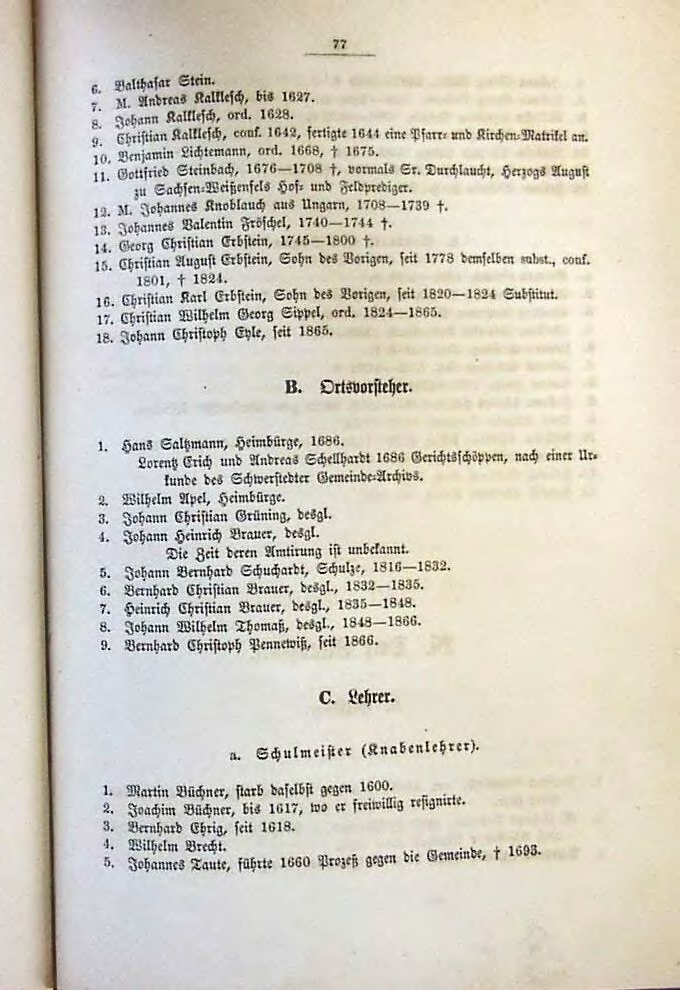 77
6. Balthasar Stein.
7. M. Andreas Kalklesch, bis 1627.
8. Johann Kalklesch, ord. 1628.
9. Christian Kalklesch, conf. 1642, fertigte 1644 eine Pfarr- und Kirchen-Matrikel an.
10. Benjamin Lichtemann, ord. 1668, † 1675.
11. Gottfried Steinbach, 1676—1708 †, vormals Sr. Durchlaucht, Herzogs August
zu Sachsen-Weißenfels Hof- und Feldprediger.
12. M. Johannes Knoblauch aus Ungarn, 1708—1739 †.
13. Johannes Valentin Fröschel, 1740—1744 †.
14. Georg Christian Erbstein, 1745—1800 †.
15. Christian August Erbstein, Sohn des Vorigen, seit 1778 demselben subst., conf.
1801, † 1824.
16. Christian Karl Erbstein, Sohn des Vorigen, seit 1820—1824 Substitut.
17. Christian Wilhelm Georg Sippel, ord. 1824—1865.
18. Johann Christoph Eyle, seit 1865.
B. Ortsvorsteher.
1. Hans Saltzmann, Heimbürge, 1686.
Lorentz Erich und Andreas Schellhardt 1686 Gerichtsschöppen, nach einer Ur-
kunde des Schwerstedter Gemeinde-Archivs.
2. Wilhelm Apel, Heimbürge.
3. Johann Christian Grüning, desgl.
4. Johann Heinrich Brauer, desgl.
Die Zeit deren Amtirung ist unbekannt.
5. Johann Bernhard Schuchardt, Schulze, 1816—1832.
6. Bernhard Christian Brauer, desgl., 1832—1835.
7. Heinrich Christian Brauer, desgl., 1835—1848.
8. Johann Wilhelm Thomaß, desgl., 1848—1866.
9. Bernhard Christoph Pennewiß, seit 1866.
C. Lehrer.
a. Schulmeister (Knabenlehrer).
1. Martin Büchner, starb daselbst gegen 1600.
2. Joachim Büchner, bis 1617, wo er freiwillig resignirte.
3. Bernhard Ehrig, seit 1618.
4. Wilhelm Brecht.
5. Johannes Taute, führte 1660 Prozeß gegen die Gemeinde, † 1693.